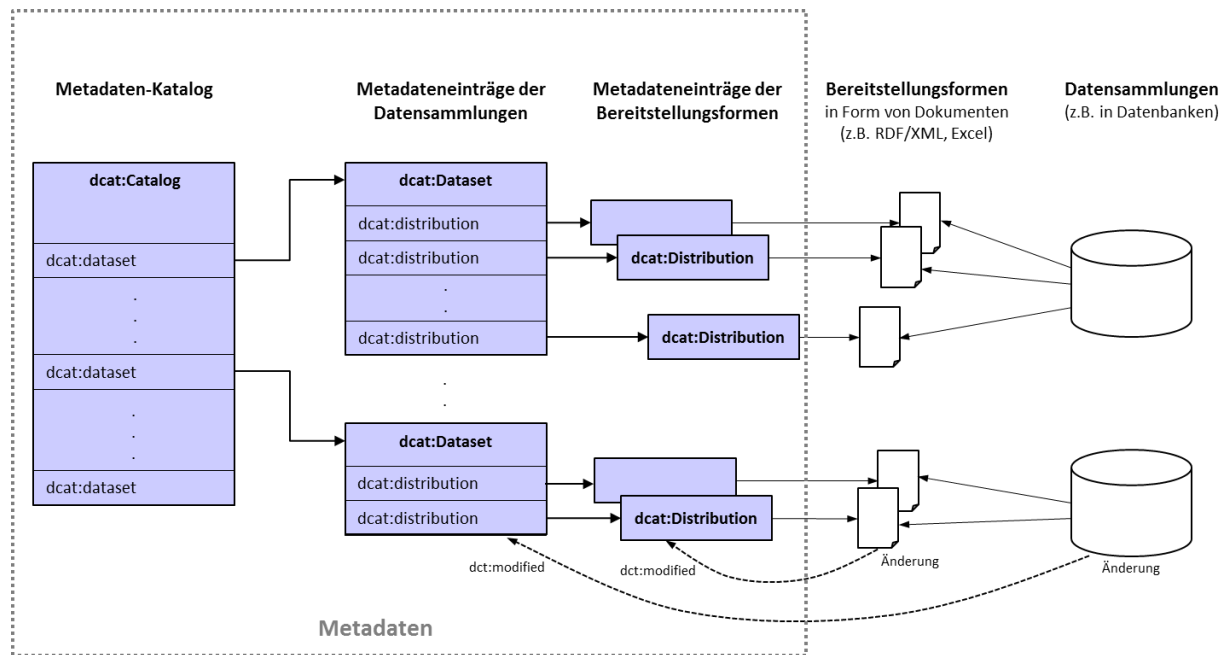 Metadaten-Katalog
Metadateneinträge der
Datensammlungen
Metadateneinträge der
Bereitstellungsformen
Bereitstellungsformen
in Form von Dokumenten
(z.B. RDF/XML, Excel)
Datensammlungen
(z.B. in Datenbanken)
dcat:Catalog
dcat:dataset
.
.
.
dcat:dataset
.
.
.
dcat:dataset
dcat:Dataset
dcat:distribution
dcat:distribution
.
.
dcat:distribution
dcat:Distribution
dcat:Distribution
.
.
dcat:Dataset
dcat:distribution
dcat:distribution
dcat:Distribution
dct:modified
dct:modified
Änderung
Änderung
Metadaten